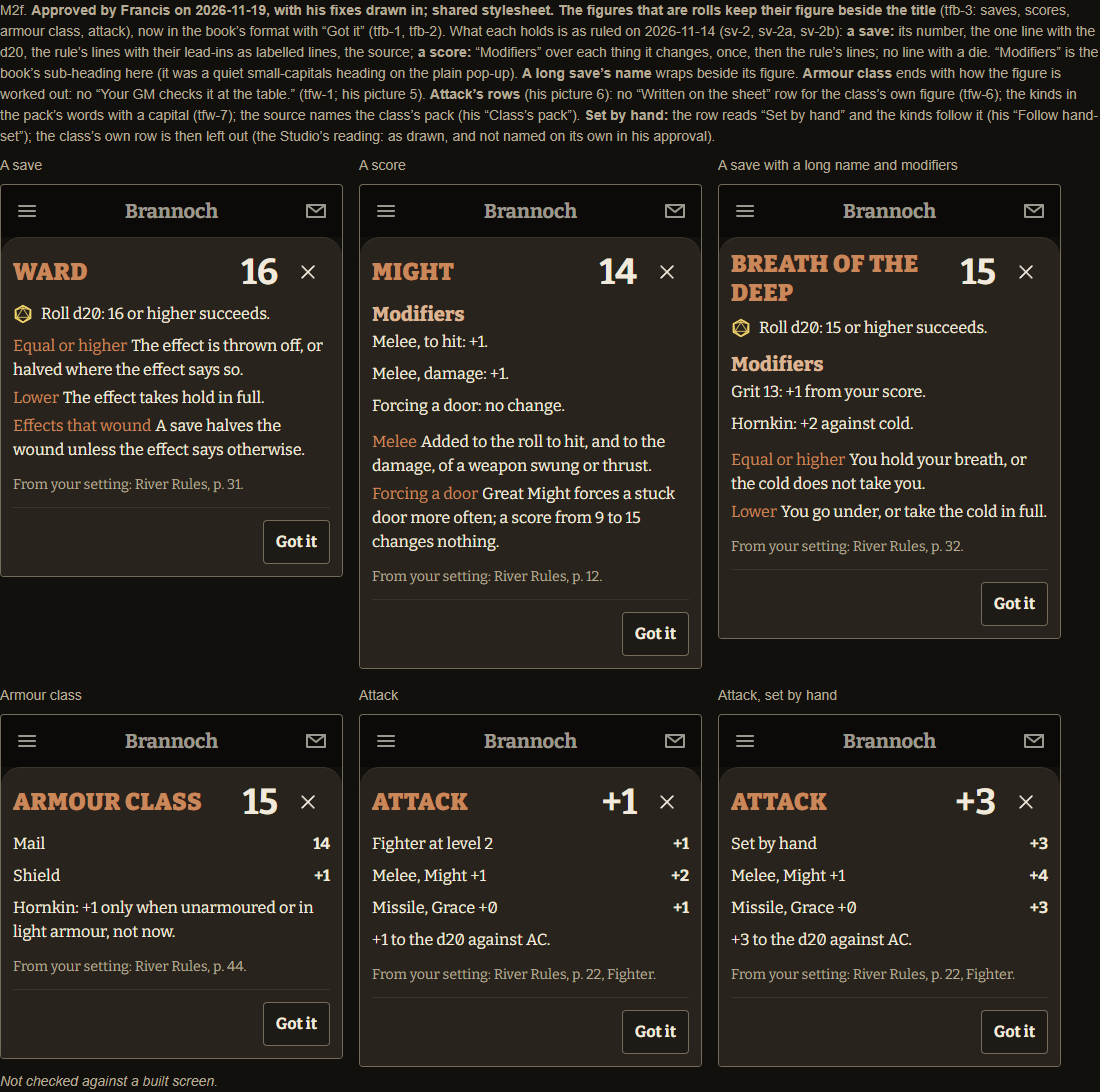 M2f. Approved by Francis on 2026-11-19, with his fixes drawn in; shared stylesheet. The figures that are rolls keep their figure beside the title (tfb-3: saves, scores,
armour class, attack), now in the book's format with “Got it” (tfb-1, tfb-2). What each holds is as ruled on 2026-11-14 (sv-2, sv-2a, sv-2b): a save: its number, the one line with the
d20, the rule's lines with their lead-ins as labelled lines, the source; a score: “Modifiers” over each thing it changes, once, then the rule's lines; no line with a die. “Modifiers” is the
book's sub-heading here (it was a quiet small-capitals heading on the plain pop-up). A long save's name wraps beside its figure. Armour class ends with how the figure is
worked out: no “Your GM checks it at the table.” (tfw-1; his picture 5). Attack's rows (his picture 6): no “Written on the sheet” row for the class's own figure (tfw-6); the kinds in
the pack's words with a capital (tfw-7); the source names the class's pack (his “Class's pack”). Set by hand: the row reads “Set by hand” and the kinds follow it (his “Follow hand-
set”); the class's own row is then left out (the Studio's reading: as drawn, and not named on its own in his approval).
A save
Brannoch
WARD 16
Roll d20: 16 or higher succeeds.
Equal or higher The effect is thrown off, or
halved where the effect says so.
Lower The effect takes hold in full.
Effects that wound A save halves the
wound unless the effect says otherwise.
From your setting: River Rules, p. 31.
Got it
A score
Brannoch
MIGHT 14
Modifiers
Melee, to hit: +1.
Melee, damage: +1.
Forcing a door: no change.
Melee Added to the roll to hit, and to the
damage, of a weapon swung or thrust.
Forcing a door Great Might forces a stuck
door more often; a score from 9 to 15
changes nothing.
From your setting: River Rules, p. 12.
Got it
A save with a long name and modifiers
Brannoch
BREATH OF THE
DEEP 15
Roll d20: 15 or higher succeeds.
Modifiers
Grit 13: +1 from your score.
Hornkin: +2 against cold.
Equal or higher You hold your breath, or
the cold does not take you.
Lower You go under, or take the cold in full.
From your setting: River Rules, p. 32.
Got it
Armour class
Brannoch
ARMOUR CLASS 15
Mail 14
Shield +1
Hornkin: +1 only when unarmoured or in
light armour, not now.
From your setting: River Rules, p. 44.
Got it
Attack
Brannoch
ATTACK +1
Fighter at level 2 +1
Melee, Might +1 +2
Missile, Grace +0 +1
+1 to the d20 against AC.
From your setting: River Rules, p. 22, Fighter.
Got it
Attack, set by hand
Brannoch
ATTACK +3
Set by hand +3
Melee, Might +1 +4
Missile, Grace +0 +3
+3 to the d20 against AC.
From your setting: River Rules, p. 22, Fighter.
Got it
Not checked against a built screen.